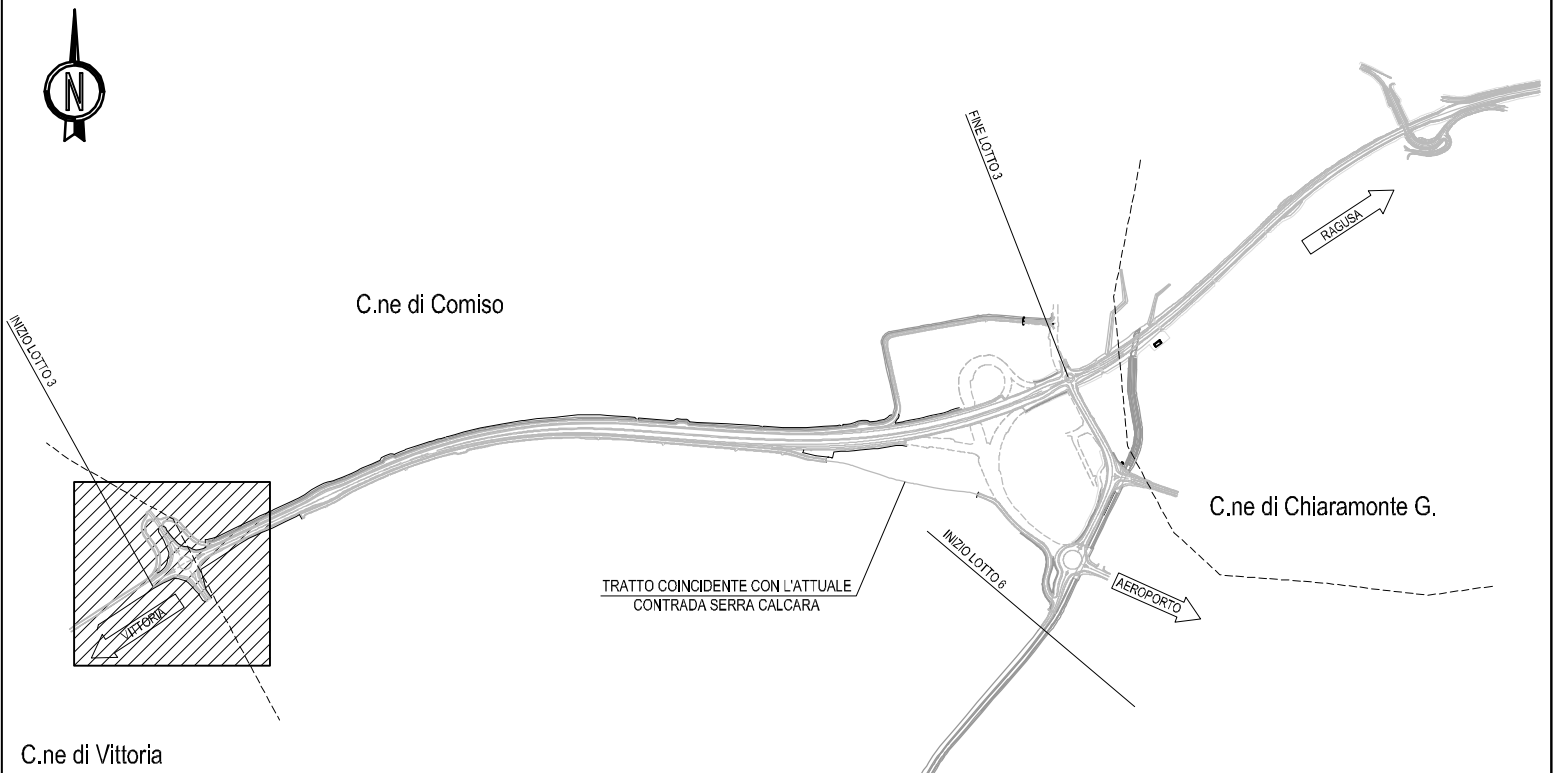 N
FINE LOTTO 3
RAGUSA
C.ne di Comiso
INIZIO LOTTO 3
C.ne di Chiaramonte G.
INIZIO LOTTO 6
TRATTO COINCIDENTE CON L'ATTUALE
CONTRADA SERRA CALCARA
AEROPORTO
VITTORIA
C.ne di Vittoria